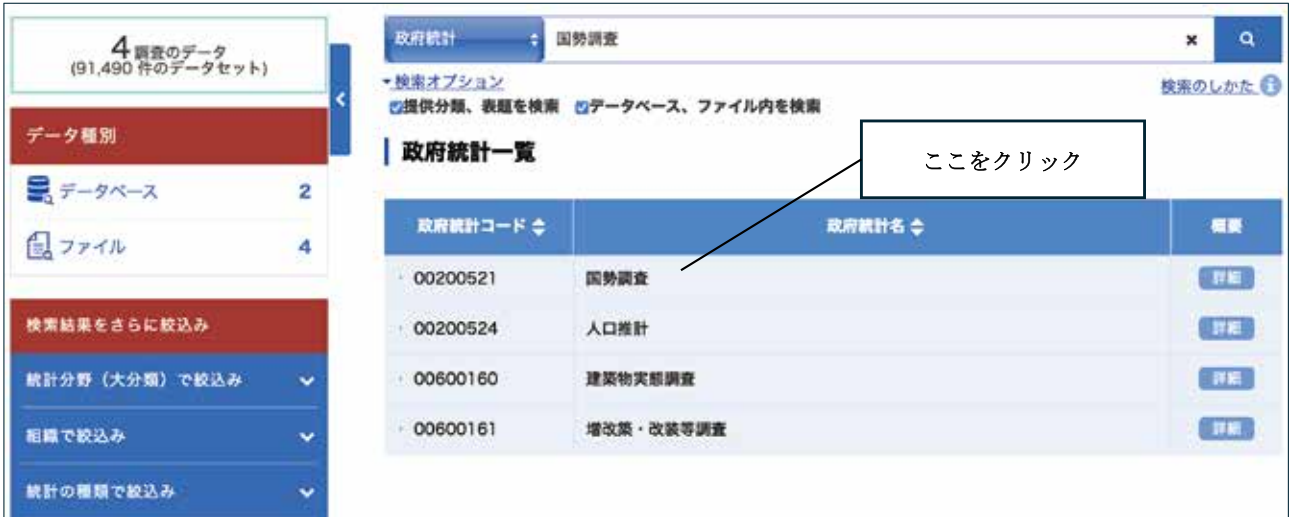 4 調査のデータ
(91,490 件のデータセット)
データ種別
データベース 2
ファイル 4
検索結果をさらに絞込み
統計分野（大分類）で絞込み
組織で絞込み
統計の種類で絞込み
政府統計 国勢調査
検索オプション 検索のしかた
提供分類、表題を検索 データベース、ファイル内を検索
政府統計一覧
ここをクリック
政府統計コード 政府統計名 概要
00200521 国勢調査 詳細
00200524 人口推計 詳細
00600160 建築物実態調査 詳細
00600161 増改築・改装等調査 詳細